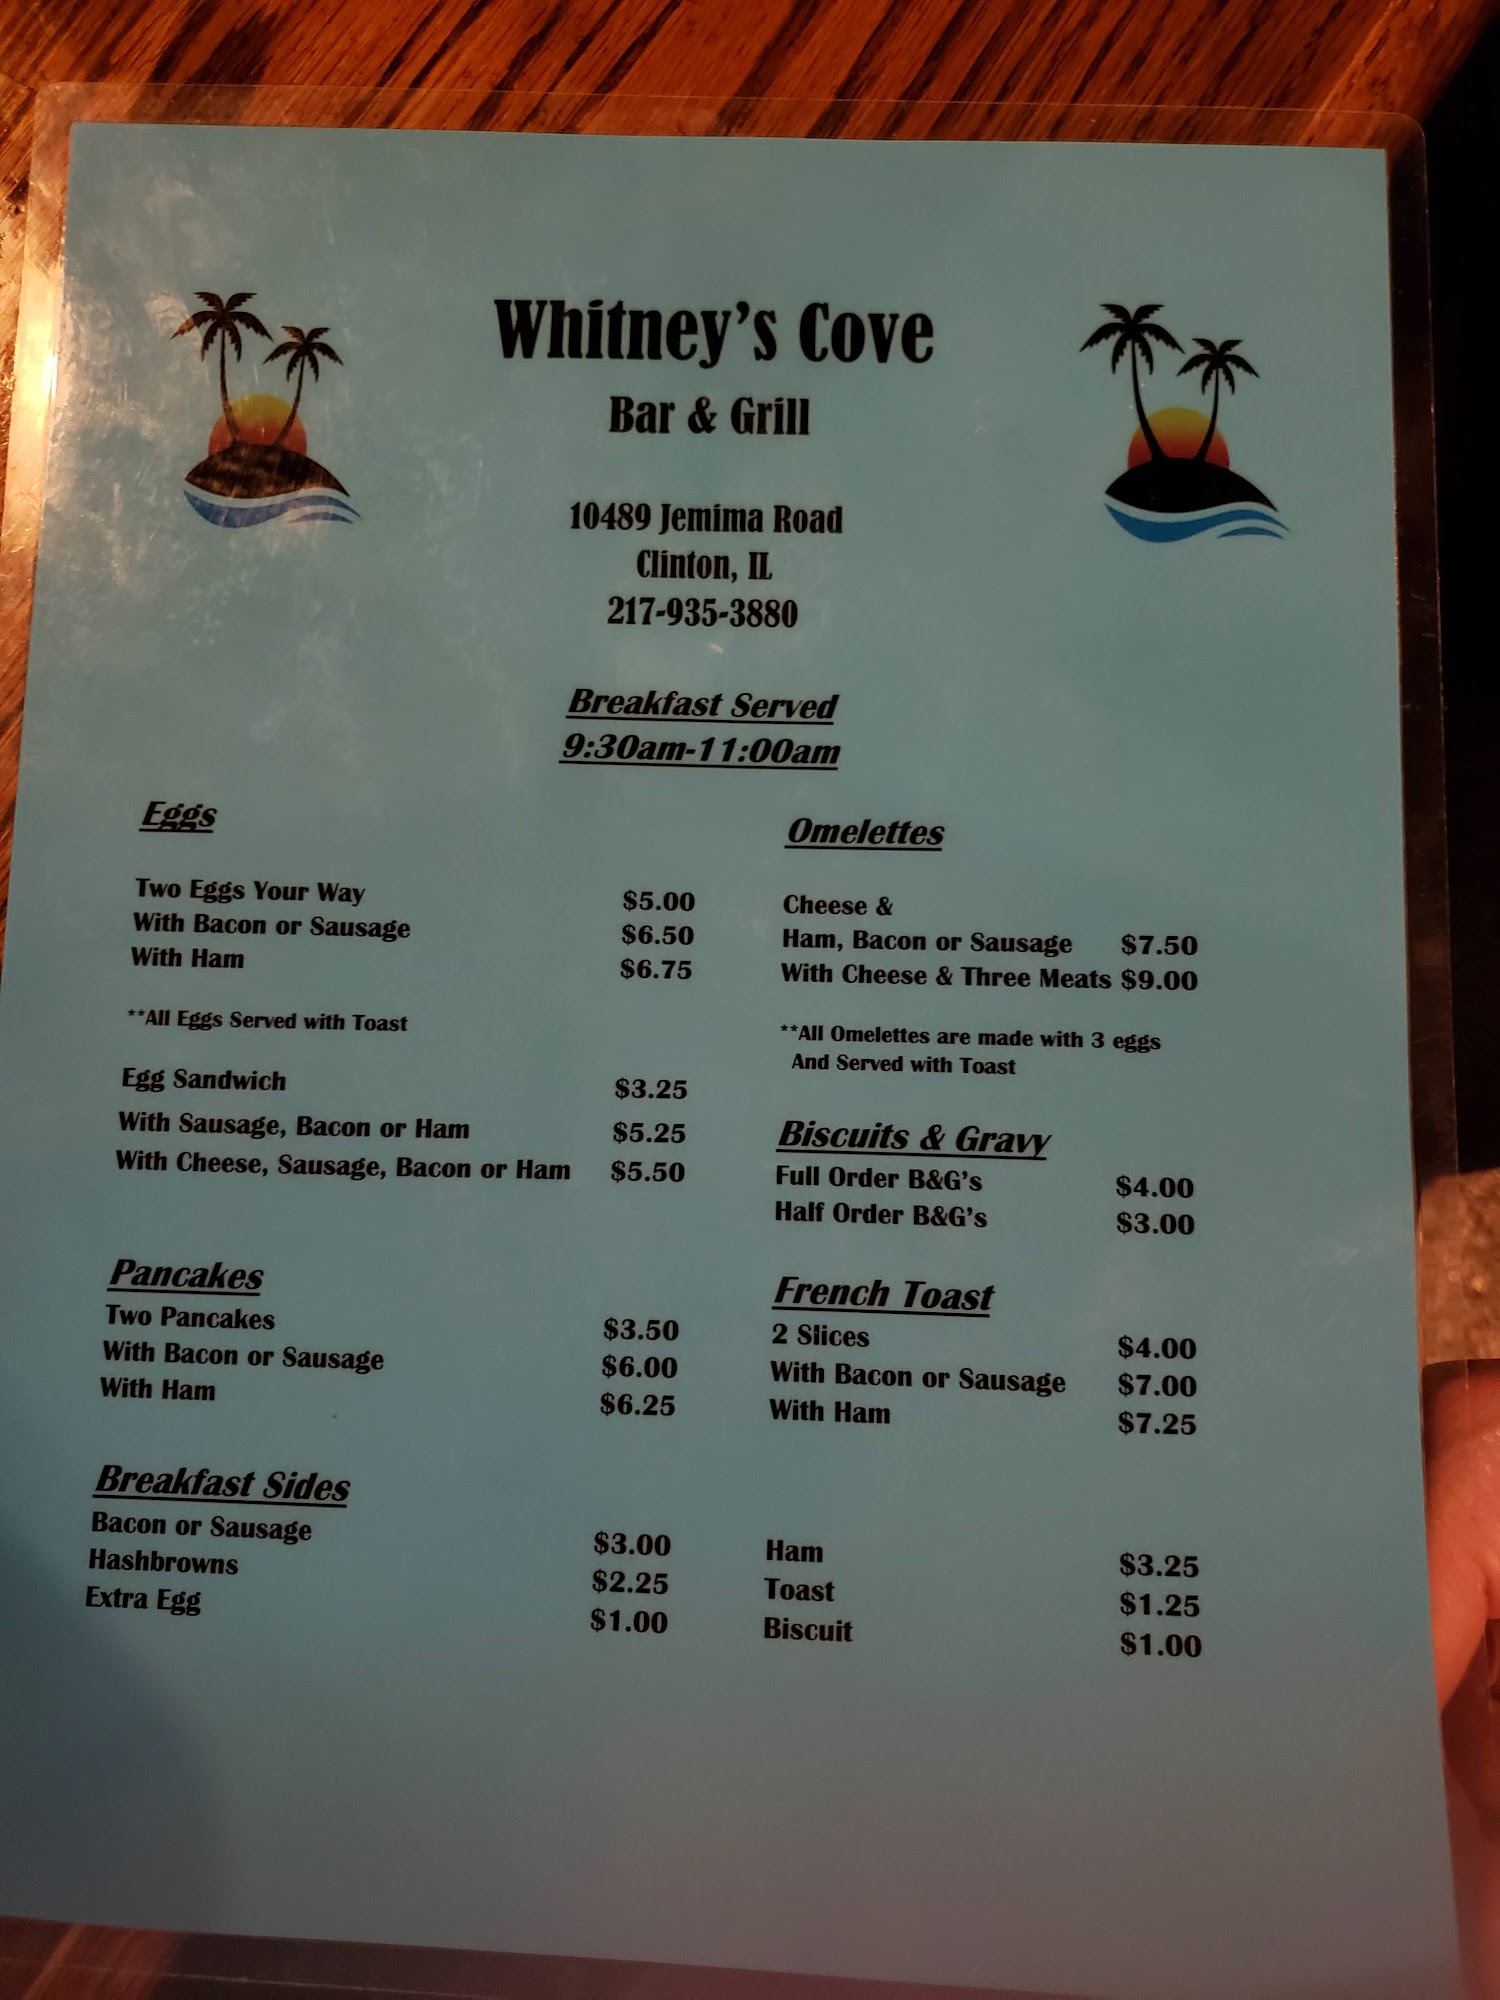 Whitney's Cove
Bar & Grill
10489 Jemima Road
Clinton, IL
217-935-3880
Breakfast Served
9:30am-11:00am
Eggs
Two Eggs Your Way $5.00
With Bacon or Sausage $6.50
With Ham $6.75
**All Eggs Served with Toast
Egg Sandwich $3.25
With Sausage, Bacon or Ham $5.25
With Cheese, Sausage, Bacon or Ham $5.50
Pancakes
Two Pancakes $3.50
With Bacon or Sausage $6.00
With Ham $6.25
Omelettes
Cheese &
Ham, Bacon or Sausage $7.50
With Cheese & Three Meats $9.00
**All Omelettes are made with 3 eggs
And Served with Toast
Biscuits & Gravy
Full Order B&G's $4.00
Half Order B&G's $3.00
French Toast
2 Slices $4.00
With Bacon or Sausage $7.00
With Ham $7.25
Breakfast Sides
Bacon or Sausage $3.00
Hashbrowns $2.25
Extra Egg $1.00
Ham $3.25
Toast $1.25
Biscuit $1.00